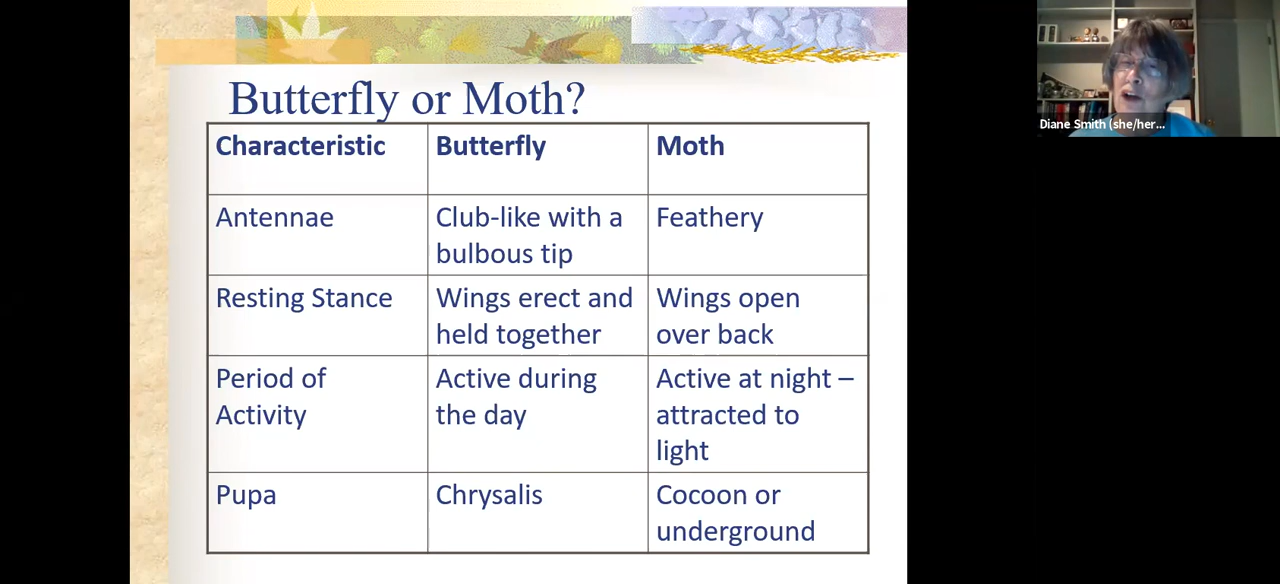 Butterfly or Moth?
Characteristic Butterfly Moth
Antennae Club-like with a bulbous tip Feathery
Resting Stance Wings erect and held together Wings open over back
Period of Activity Active during the day Active at night – attracted to light
Pupa Chrysalis Cocoon or underground
Diane Smith (she/her...